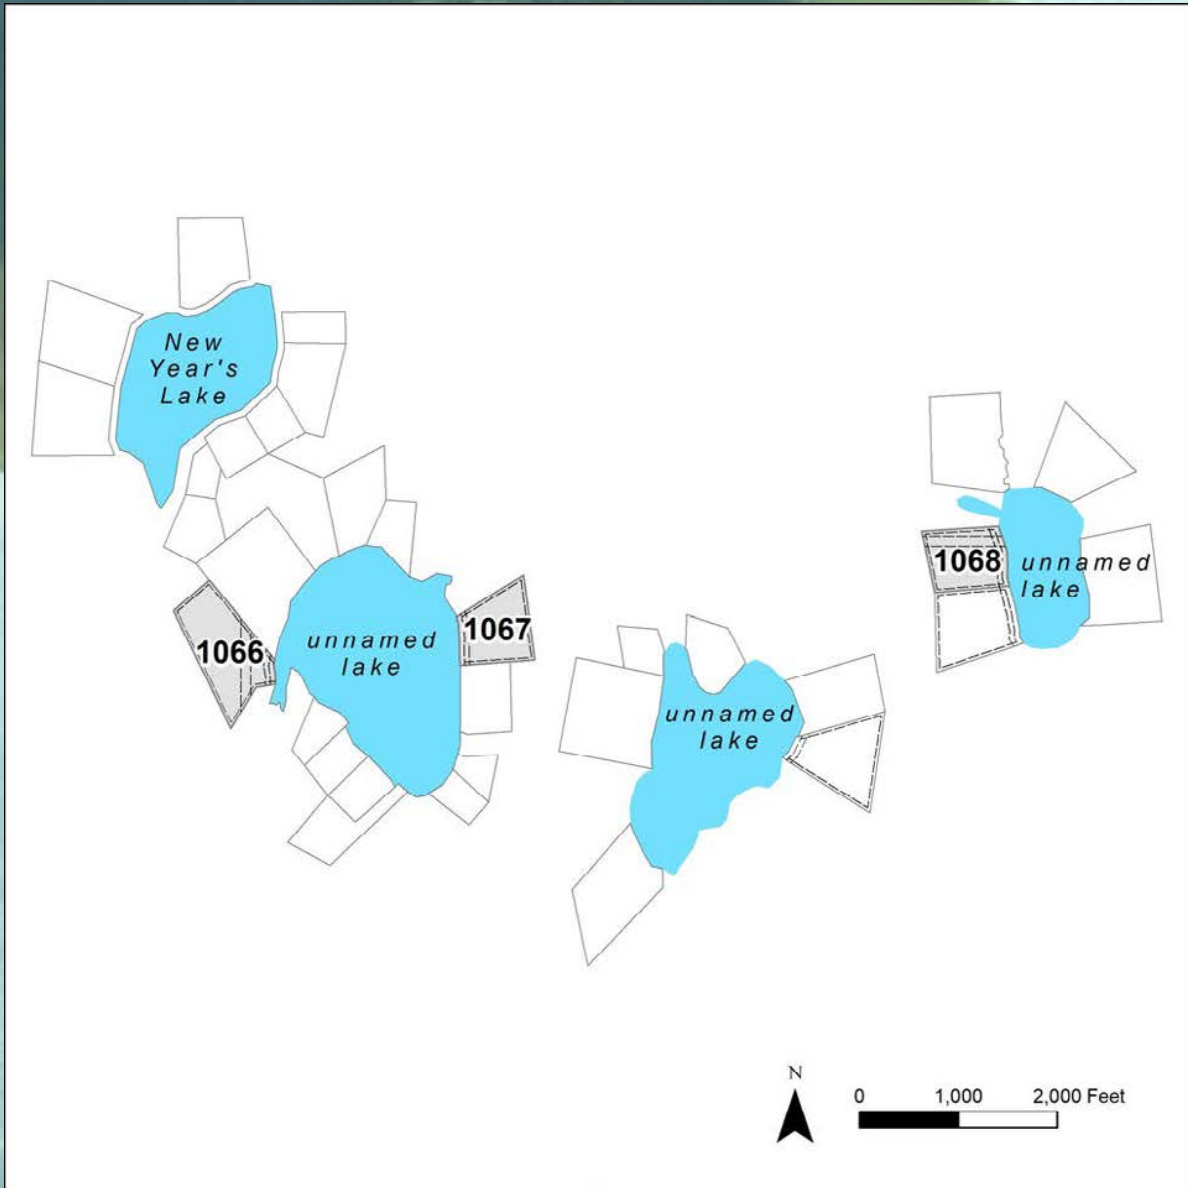 New
Year's
Lake
1068
unnamed
lake
1067
1066
unnamed
lake
unnamed
lake
N
0 1,000 2,000 Feet